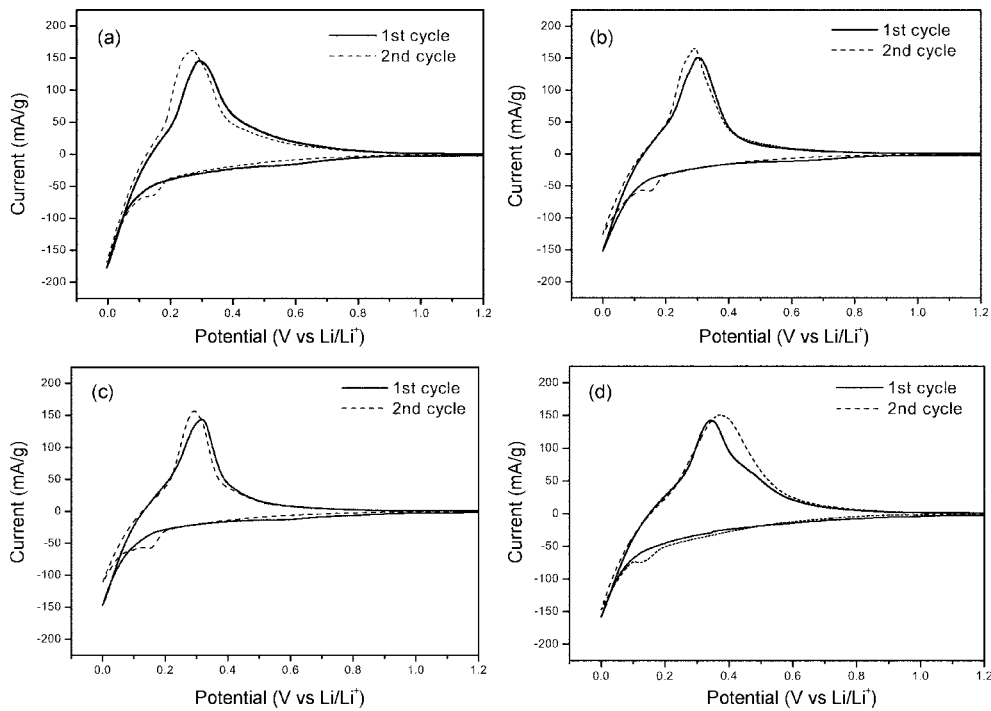 (a)
1st cycle
2nd cycle
200
150
100
50
0
-50
-100
-150
-200
Current (mA/g)
0.0 0.2 0.4 0.6 0.8 1.0 1.2
Potential (V vs Li/Li⁺)
(b)
1st cycle
2nd cycle
200
150
100
50
0
-50
-100
-150
-200
Current (mA/g)
0.0 0.2 0.4 0.6 0.8 1.0 1.2
Potential (V vs Li/Li⁺)
(c)
1st cycle
2nd cycle
200
150
100
50
0
-50
-100
-150
-200
Current (mA/g)
0.0 0.2 0.4 0.6 0.8 1.0 1.2
Potential (V vs Li/Li⁺)
(d)
1st cycle
2nd cycle
200
150
100
50
0
-50
-100
-150
-200
Current (mA/g)
0.0 0.2 0.4 0.6 0.8 1.0 1.2
Potential (V vs Li/Li⁺)